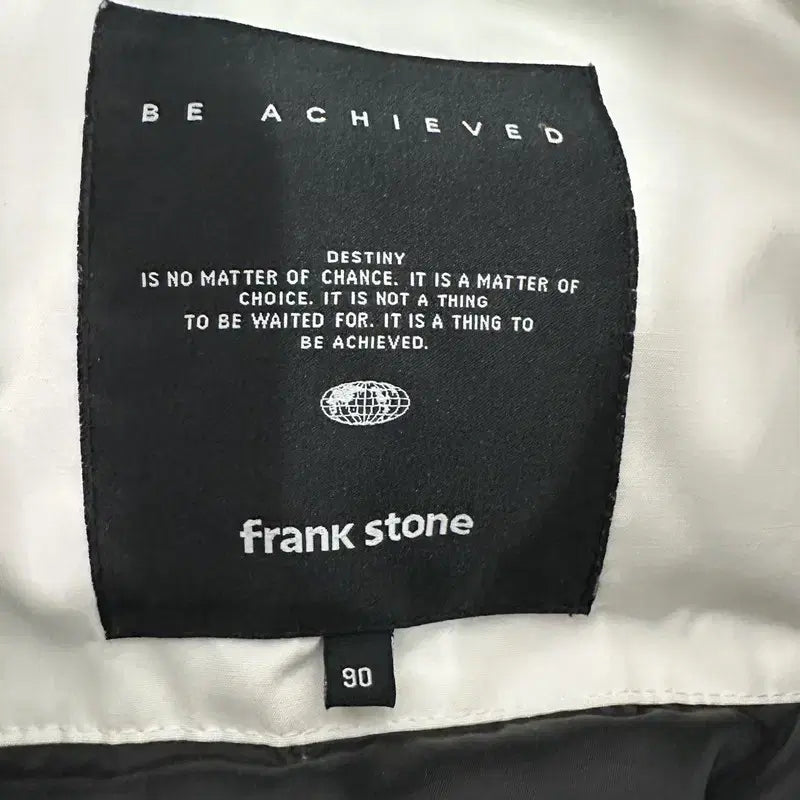 BE ACHIEVED
DESTINY
IS NO MATTER OF CHANCE. IT IS A MATTER OF
CHOICE. IT IS NOT A THING
TO BE WAITED FOR. IT IS A THING TO
BE ACHIEVED.
frank stone
90